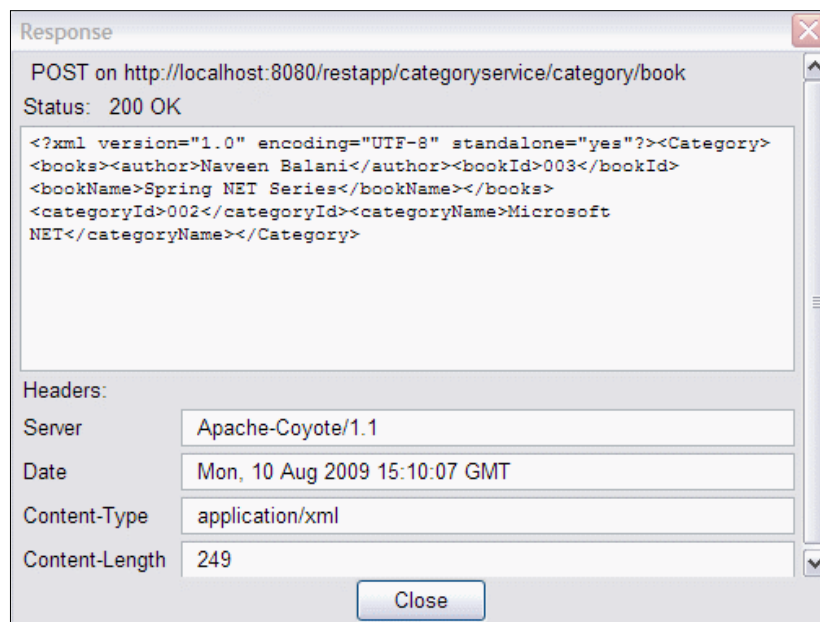 Response
POST on http://localhost:8080/restapp/categoryservice/category/book
Status: 200 OK
<?xml version="1.0" encoding="UTF-8" standalone="yes"?><Category>
<books><author>Naveen Balani</author><bookId>003</bookId>
<bookName>Spring NET Series</bookName></books>
<categoryId>002</categoryId><categoryName>Microsoft
NET</categoryName></Category>
Headers:
Server Apache-Coyote/1.1
Date Mon, 10 Aug 2009 15:10:07 GMT
Content-Type application/xml
Content-Length 249
Close